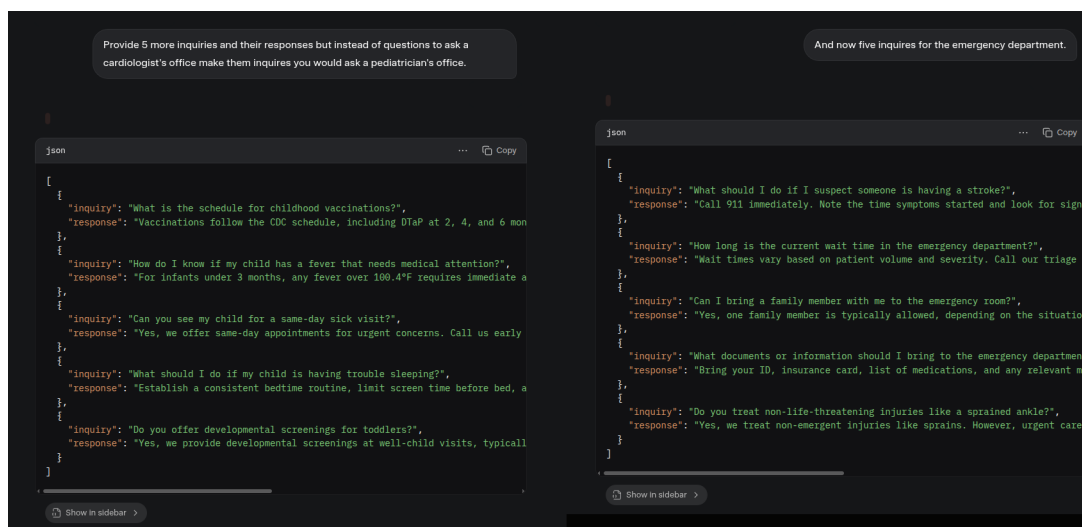 Provide 5 more inquiries and their responses but instead of questions to ask a
cardiologist's office make them inquires you would ask a pediatrician's office.
json
... Copy
[
{
"inquiry": "What is the schedule for childhood vaccinations?",
"response": "Vaccinations follow the CDC schedule, including DTaP at 2, 4, and 6 mon
},
{
"inquiry": "How do I know if my child has a fever that needs medical attention?",
"response": "For infants under 3 months, any fever over 100.4°F requires immediate a
},
{
"inquiry": "Can you see my child for a same-day sick visit?",
"response": "Yes, we offer same-day appointments for urgent concerns. Call us early
},
{
"inquiry": "What should I do if my child is having trouble sleeping?",
"response": "Establish a consistent bedtime routine, limit screen time before bed, a
},
{
"inquiry": "Do you offer developmental screenings for toddlers?",
"response": "Yes, we provide developmental screenings at well-child visits, typicall
}
]
Show in sidebar >
And now five inquires for the emergency department.
json
... Copy
[
{
"inquiry": "What should I do if I suspect someone is having a stroke?",
"response": "Call 911 immediately. Note the time symptoms started and look for sign
},
{
"inquiry": "How long is the current wait time in the emergency department?",
"response": "Wait times vary based on patient volume and severity. Call our triage
},
{
"inquiry": "Can I bring a family member with me to the emergency room?",
"response": "Yes, one family member is typically allowed, depending on the situatio
},
{
"inquiry": "What documents or information should I bring to the emergency departmen
"response": "Bring your ID, insurance card, list of medications, and any relevant m
},
{
"inquiry": "Do you treat non-life-threatening injuries like a sprained ankle?",
"response": "Yes, we treat non-emergent injuries like sprains. However, urgent care
}
]
Show in sidebar >